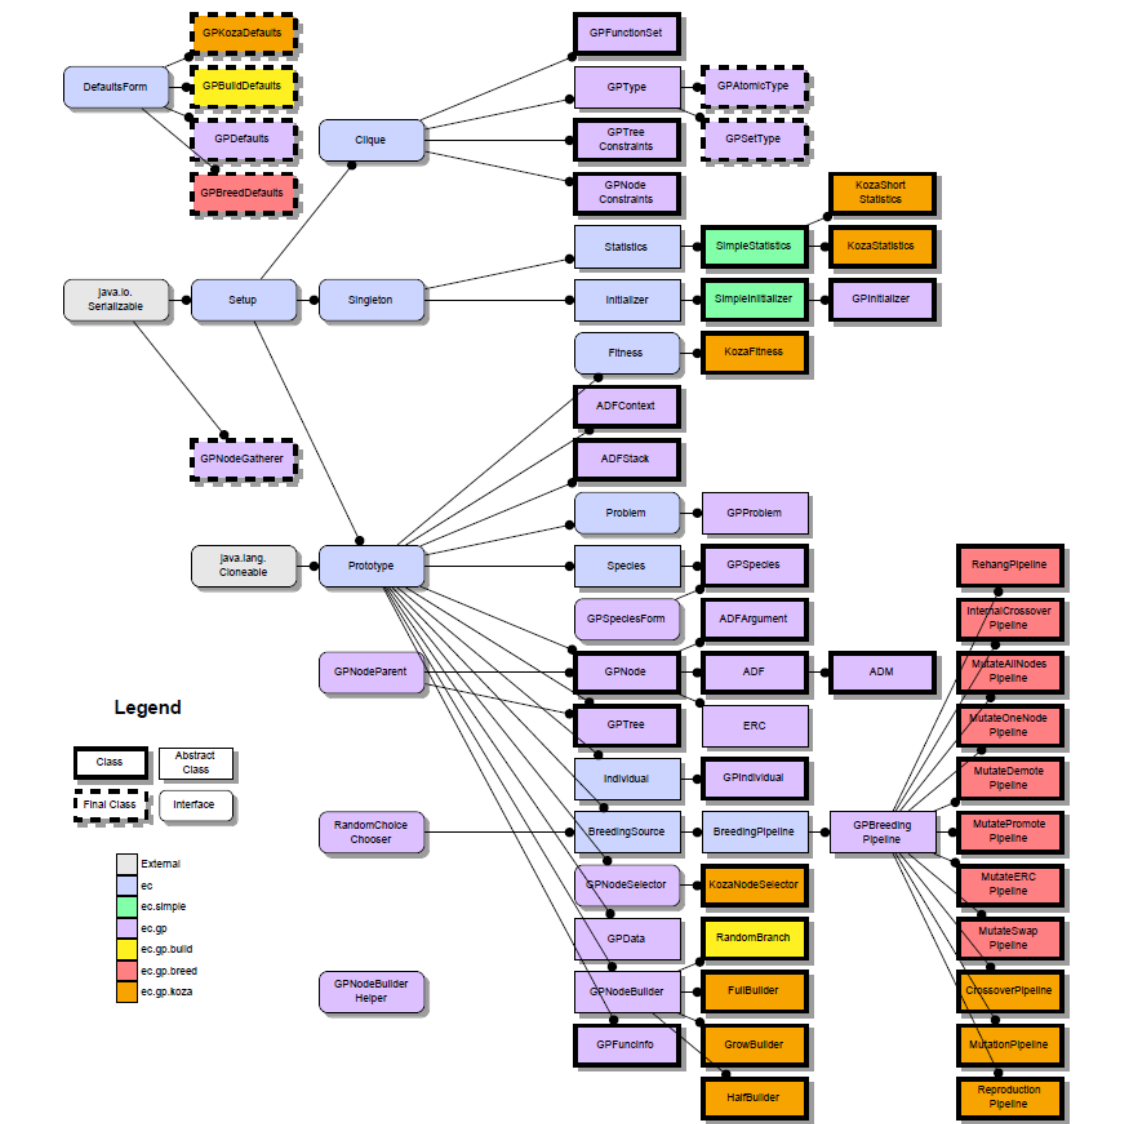 GPKozaDefaults
GPFunctionSet
DefaultsForm
GPBuildDefaults
GPType
GPAtomicType
GPDefaults
Clique
GPTree
Constraints
GPSetType
GPBreedDefaults
GPNode
Constraints
KozaShort
Statistics
Statistics
SimpleStatistics
KozaStatistics
java.io.
Serializable
Setup
Singleton
Initializer
SimpleInitializer
GPInitializer
Fitness
KozaFitness
ADFContext
GPNodeGatherer
ADFStack
Problem
GPProblem
java.lang.
Cloneable
Prototype
Species
GPSpecies
RehangPipeline
GPSpeciesForm
ADFArgument
InternalCrossover
Pipeline
GPNodeParent
GPNode
ADF
ADM
MutateAllNodes
Pipeline
GPTree
ERC
MutateOneNode
Pipeline
Individual
GPIndividual
MutateDemote
Pipeline
RandomChoice
Chooser
BreedingSource
BreedingPipeline
GPBreeding
Pipeline
MutatePromote
Pipeline
GPNodeSelector
KozaNodeSelector
MutateERC
Pipeline
GPData
RandomBranch
MutateSwap
Pipeline
GPNodeBuilder
Helper
GPNodeBuilder
FullBuilder
CrossoverPipeline
GPFuncInfo
GrowBuilder
MutationPipeline
HalfBuilder
Reproduction
Pipeline
Legend
Class
Abstract
Class
Final Class
Interface
External
ec
ec.simple
ec.gp
ec.gp.build
ec.gp.breed
ec.gp.koza